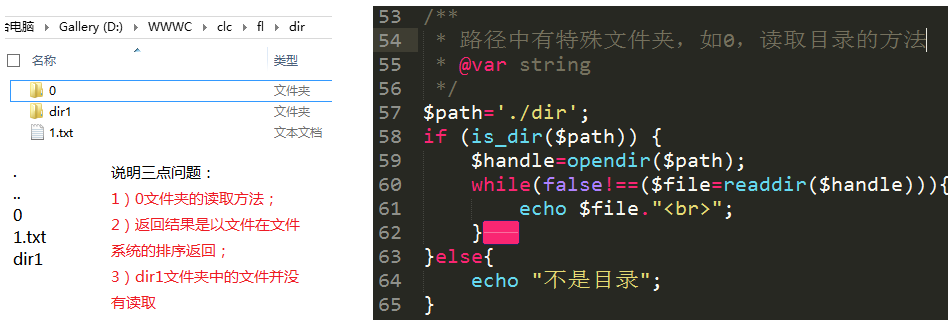 电脑 › Gallery (D:) › WWWC › clc › fl › dir
名称 类型
0 文件夹
dir1 文件夹
1.txt 文本文档
.
..
0
1.txt
dir1
说明三点问题：
1）0文件夹的读取方法；
2）返回结果是以文件在文件
系统的排序返回；
3）dir1文件夹中的文件并没
有读取
53 /**
54  * 路径中有特殊文件夹，如0，读取目录的方法
55  * @var string
56  */
57 $path='./dir';
58 if (is_dir($path)) {
59     $handle=opendir($path);
60     while(false!==($file=readdir($handle))){
61         echo $file."<br>";
62     }
63 }else{
64     echo "不是目录";
65 }